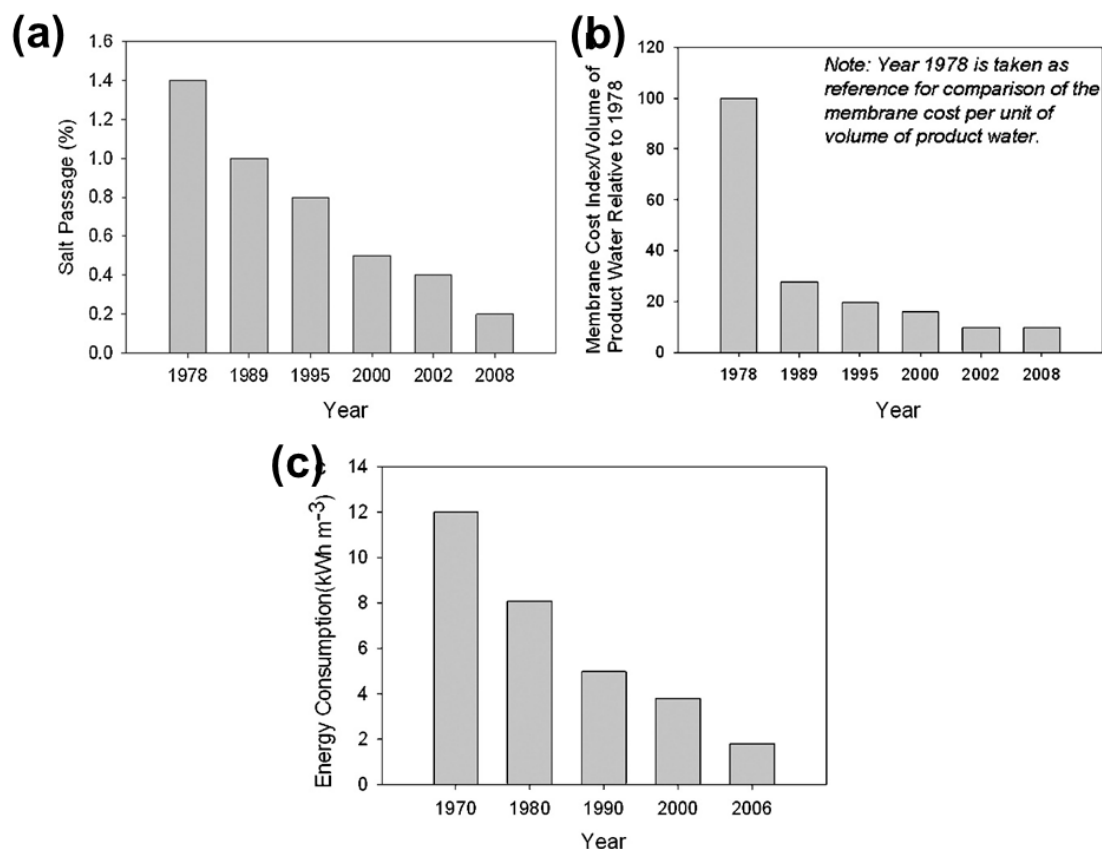 (a)
1.6
1.4
1.2
1.0
0.8
0.6
0.4
0.2
0.0
Salt Passage (%)
1978 1989 1995 2000 2002 2008
Year
(b)
120
100
80
60
40
20
0
Membrane Cost Index/Volume of
Product Water Relative to 1978
Note: Year 1978 is taken as
reference for comparison of the
membrane cost per unit of
volume of product water.
1978 1989 1995 2000 2002 2008
Year
(c)
14
12
10
8
6
4
2
0
Energy Consumption(kWh m-3)
1970 1980 1990 2000 2006
Year